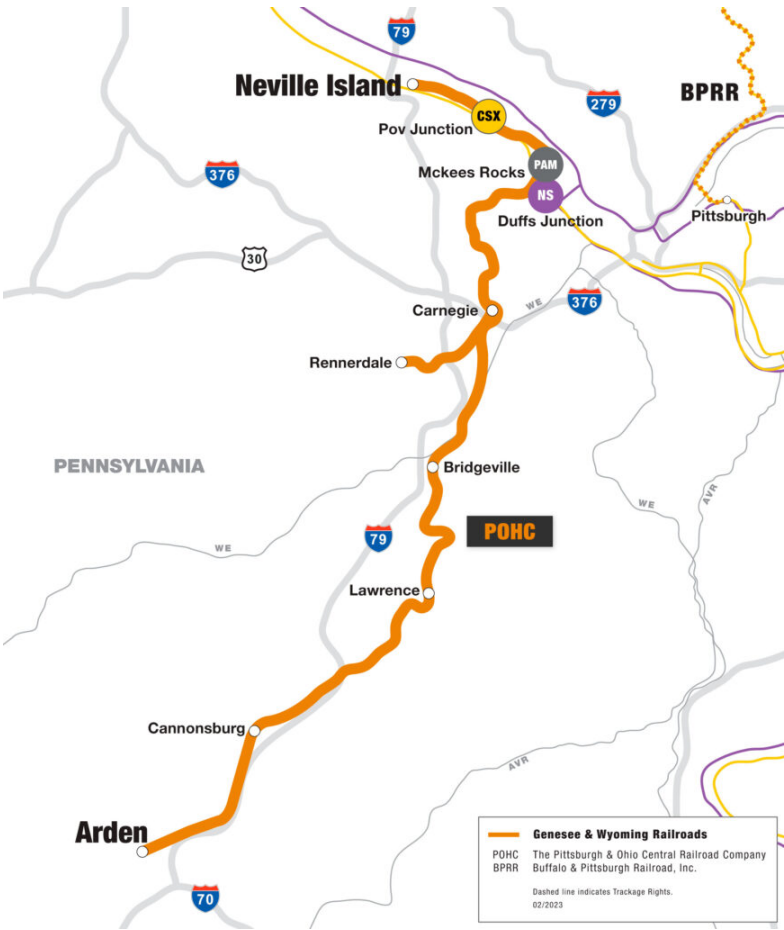 79
Neville Island
279
BPRR
CSX
Pov Junction
Mckees Rocks
PAM
376
NS
Duffs Junction
Pittsburgh
30
Carnegie
WE
376
Rennerdale
PENNSYLVANIA
Bridgeville
WE
AVR
POHC
79
WE
Lawrence
Cannonsburg
AVR
Arden
70
Genesee & Wyoming Railroads
POHC The Pittsburgh & Ohio Central Railroad Company
BPRR Buffalo & Pittsburgh Railroad, Inc.
Dashed line indicates Trackage Rights.
02/2023